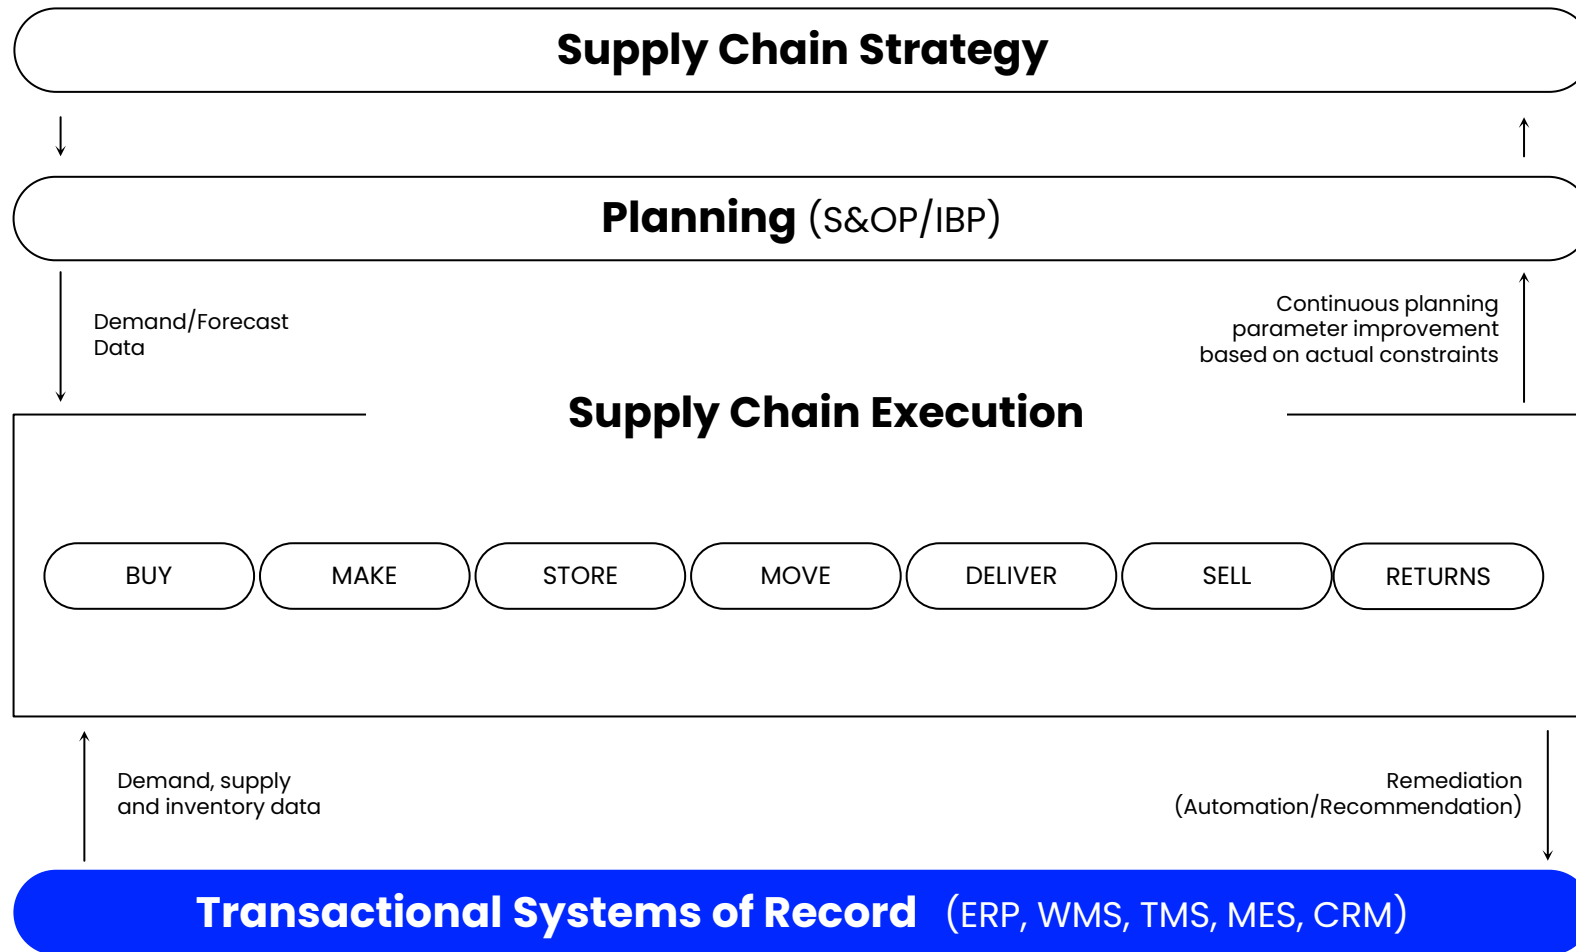 Supply Chain Strategy
Planning (S&OP/IBP)
Demand/Forecast
Data
Continuous planning
parameter improvement
based on actual constraints
Supply Chain Execution
BUY
MAKE
STORE
MOVE
DELIVER
SELL
RETURNS
Demand, supply
and inventory data
Remediation
(Automation/Recommendation)
Transactional Systems of Record (ERP, WMS, TMS, MES, CRM)